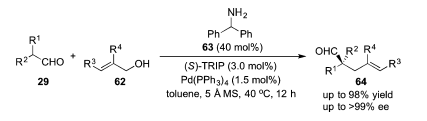 NH2
Ph Ph
63 (40 mol%)
R1
R2 CHO
29
+
R4
R3 OH
62
(S)-TRIP (3.0 mol%)
Pd(PPh3)4 (1.5 mol%)
toluene, 5 Å MS, 40 ºC, 12 h
OHC R2 R4
R1 R3
64
up to 98% yield
up to >99% ee